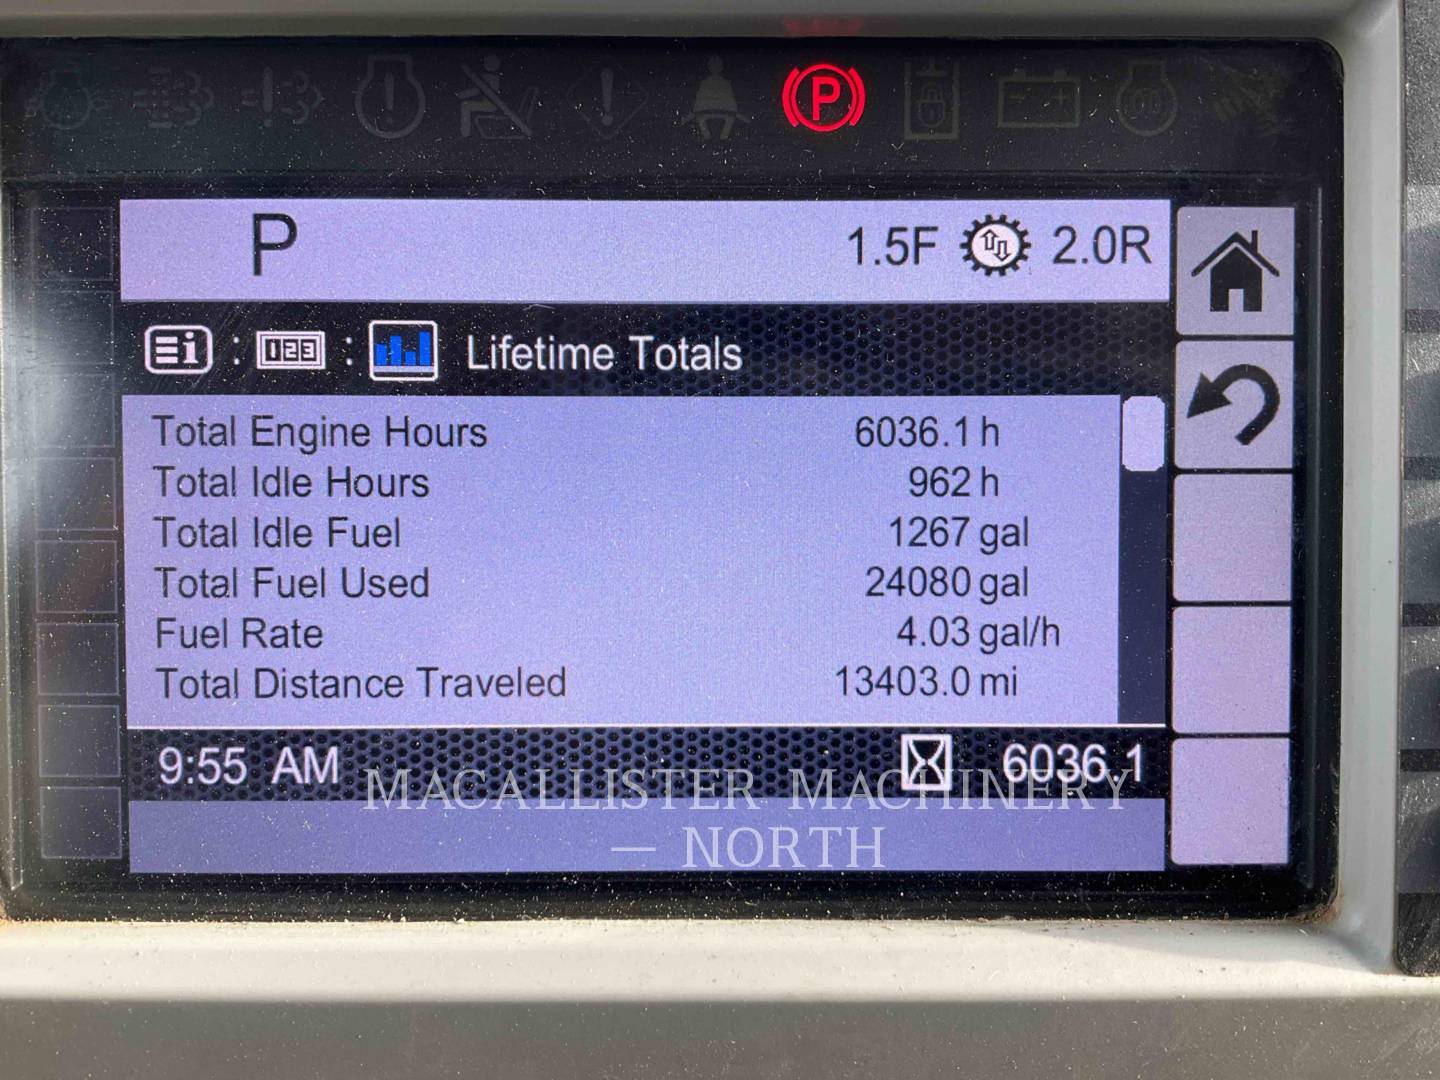 P
P 1.5F 2.0R
i : 123 : Lifetime Totals
Total Engine Hours 6036.1 h
Total Idle Hours 962 h
Total Idle Fuel 1267 gal
Total Fuel Used 24080 gal
Fuel Rate 4.03 gal/h
Total Distance Traveled 13403.0 mi
9:55 AM 6036.1
MACALLISTER MACHINERY
— NORTH